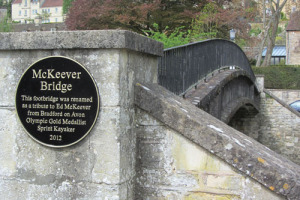 McKeever
Bridge
This footbridge was renamed
as a tribute to Ed McKeever
from Bradford on Avon
Olympic Gold Medallist
Sprint Kayaker
2012